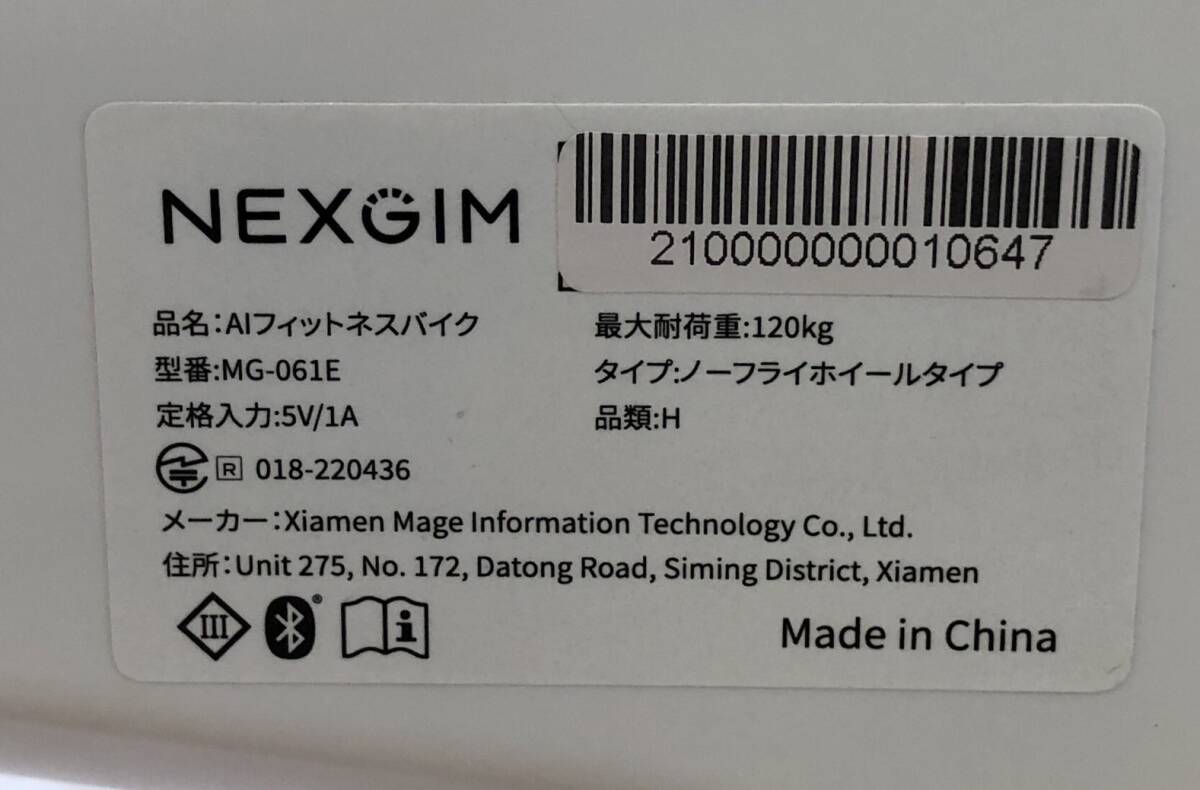 NEXGIM
210000000010647
品名：AIフィットネスバイク
型番:MG-061E
定格入力:5V/1A
最大耐荷重:120kg
タイプ:ノーフライホイールタイプ
品類:H
R 018-220436
メーカー：Xiamen Mage Information Technology Co., Ltd.
住所：Unit 275, No. 172, Datong Road, Siming District, Xiamen
III
Made in China